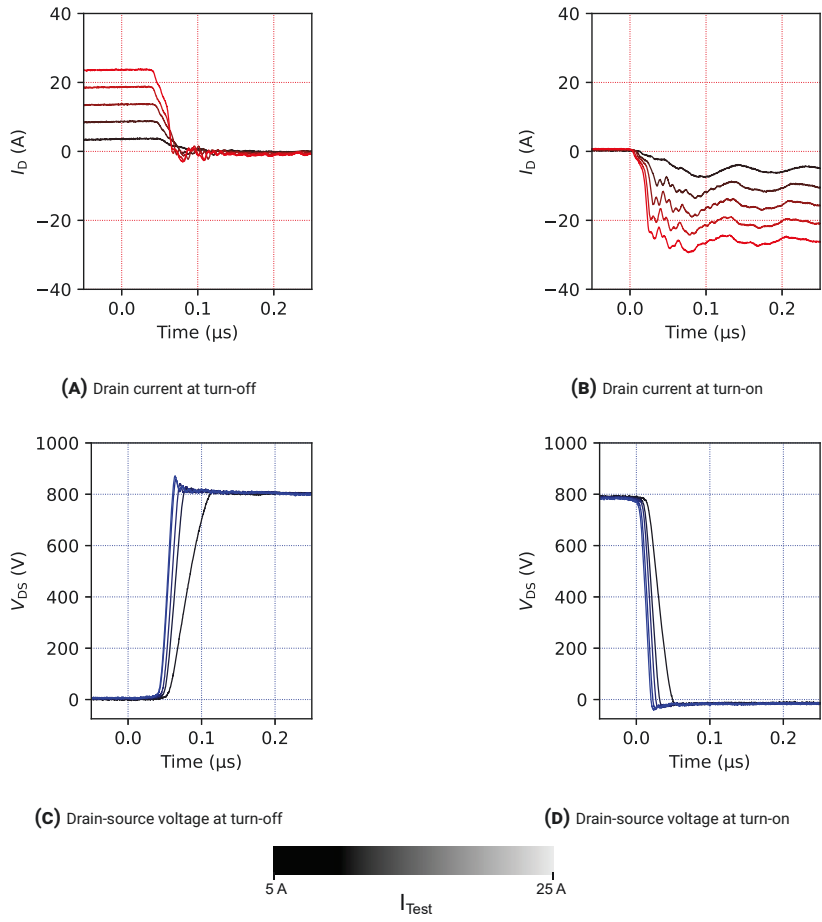 40
20
0
−20
−40
I_D (A)
0.0 0.1 0.2
Time (μs)
(A) Drain current at turn-off
40
20
0
−20
−40
I_D (A)
0.0 0.1 0.2
Time (μs)
(B) Drain current at turn-on
1000
800
600
400
200
0
V_DS (V)
0.0 0.1 0.2
Time (μs)
(C) Drain-source voltage at turn-off
1000
800
600
400
200
0
V_DS (V)
0.0 0.1 0.2
Time (μs)
(D) Drain-source voltage at turn-on
5 A 25 A
I_Test